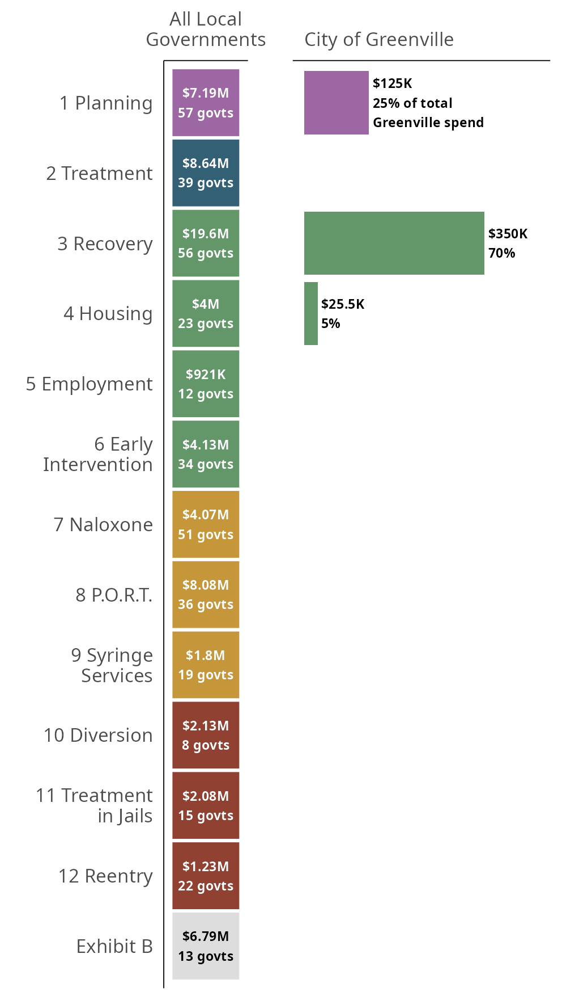 All Local
Governments
City of Greenville
1 Planning
$7.19M
57 govts
$125K
25% of total
Greenville spend
2 Treatment
$8.64M
39 govts
3 Recovery
$19.6M
56 govts
$350K
70%
4 Housing
$4M
23 govts
$25.5K
5%
5 Employment
$921K
12 govts
6 Early
Intervention
$4.13M
34 govts
7 Naloxone
$4.07M
51 govts
8 P.O.R.T.
$8.08M
36 govts
9 Syringe
Services
$1.8M
19 govts
10 Diversion
$2.13M
8 govts
11 Treatment
in Jails
$2.08M
15 govts
12 Reentry
$1.23M
22 govts
Exhibit B
$6.79M
13 govts